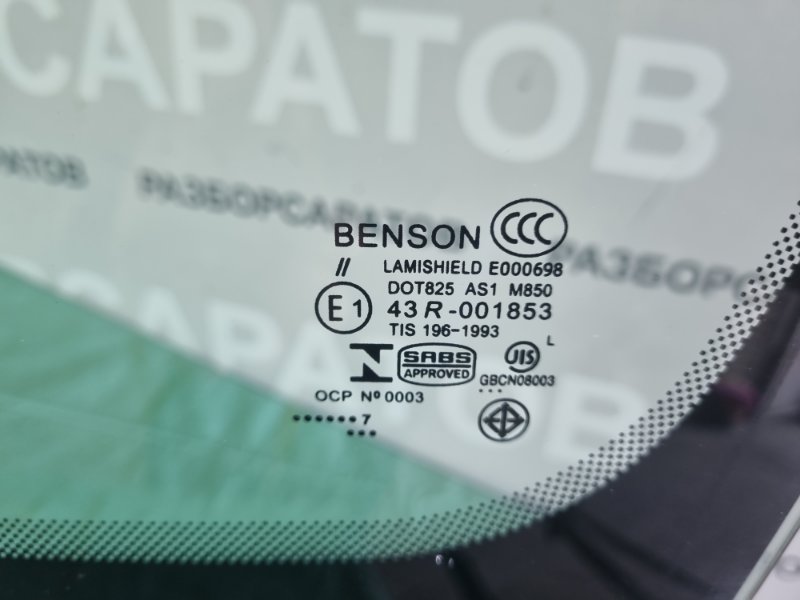 САРАТОВ
РАТОВ РАЗБОРСАРАТОВ РАЗБОРС
BENSON CCC
// LAMISHIELD E000698
DOT825 AS1 M850
E1 43R-001853
TIS 196-1993
SABS APPROVED JIS L
GBCN08003
OCP Nº 0003
•••••• 7
•••
САРАТОВ